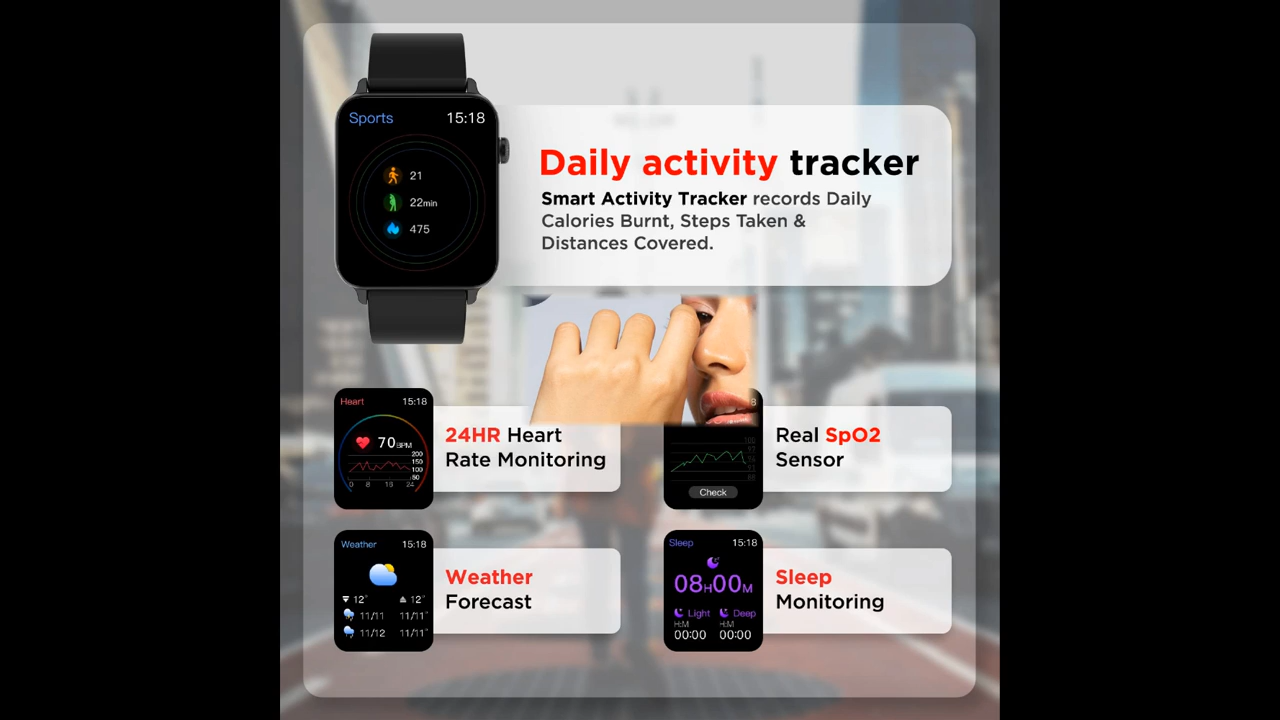 Sports 15:18
21
22min
475
Daily activity tracker
Smart Activity Tracker records Daily
Calories Burnt, Steps Taken &
Distances Covered.
Heart 15:18
70BPM
200
150
100
50
0 8 16 24
24HR Heart
Rate Monitoring
Check
Real SpO2
Sensor
Weather 15:18
12° 12°
11/11 11/11°
11/12 11/11°
Weather
Forecast
Sleep 15:18
08H00M
Light Deep
H:M H:M
00:00 00:00
Sleep
Monitoring